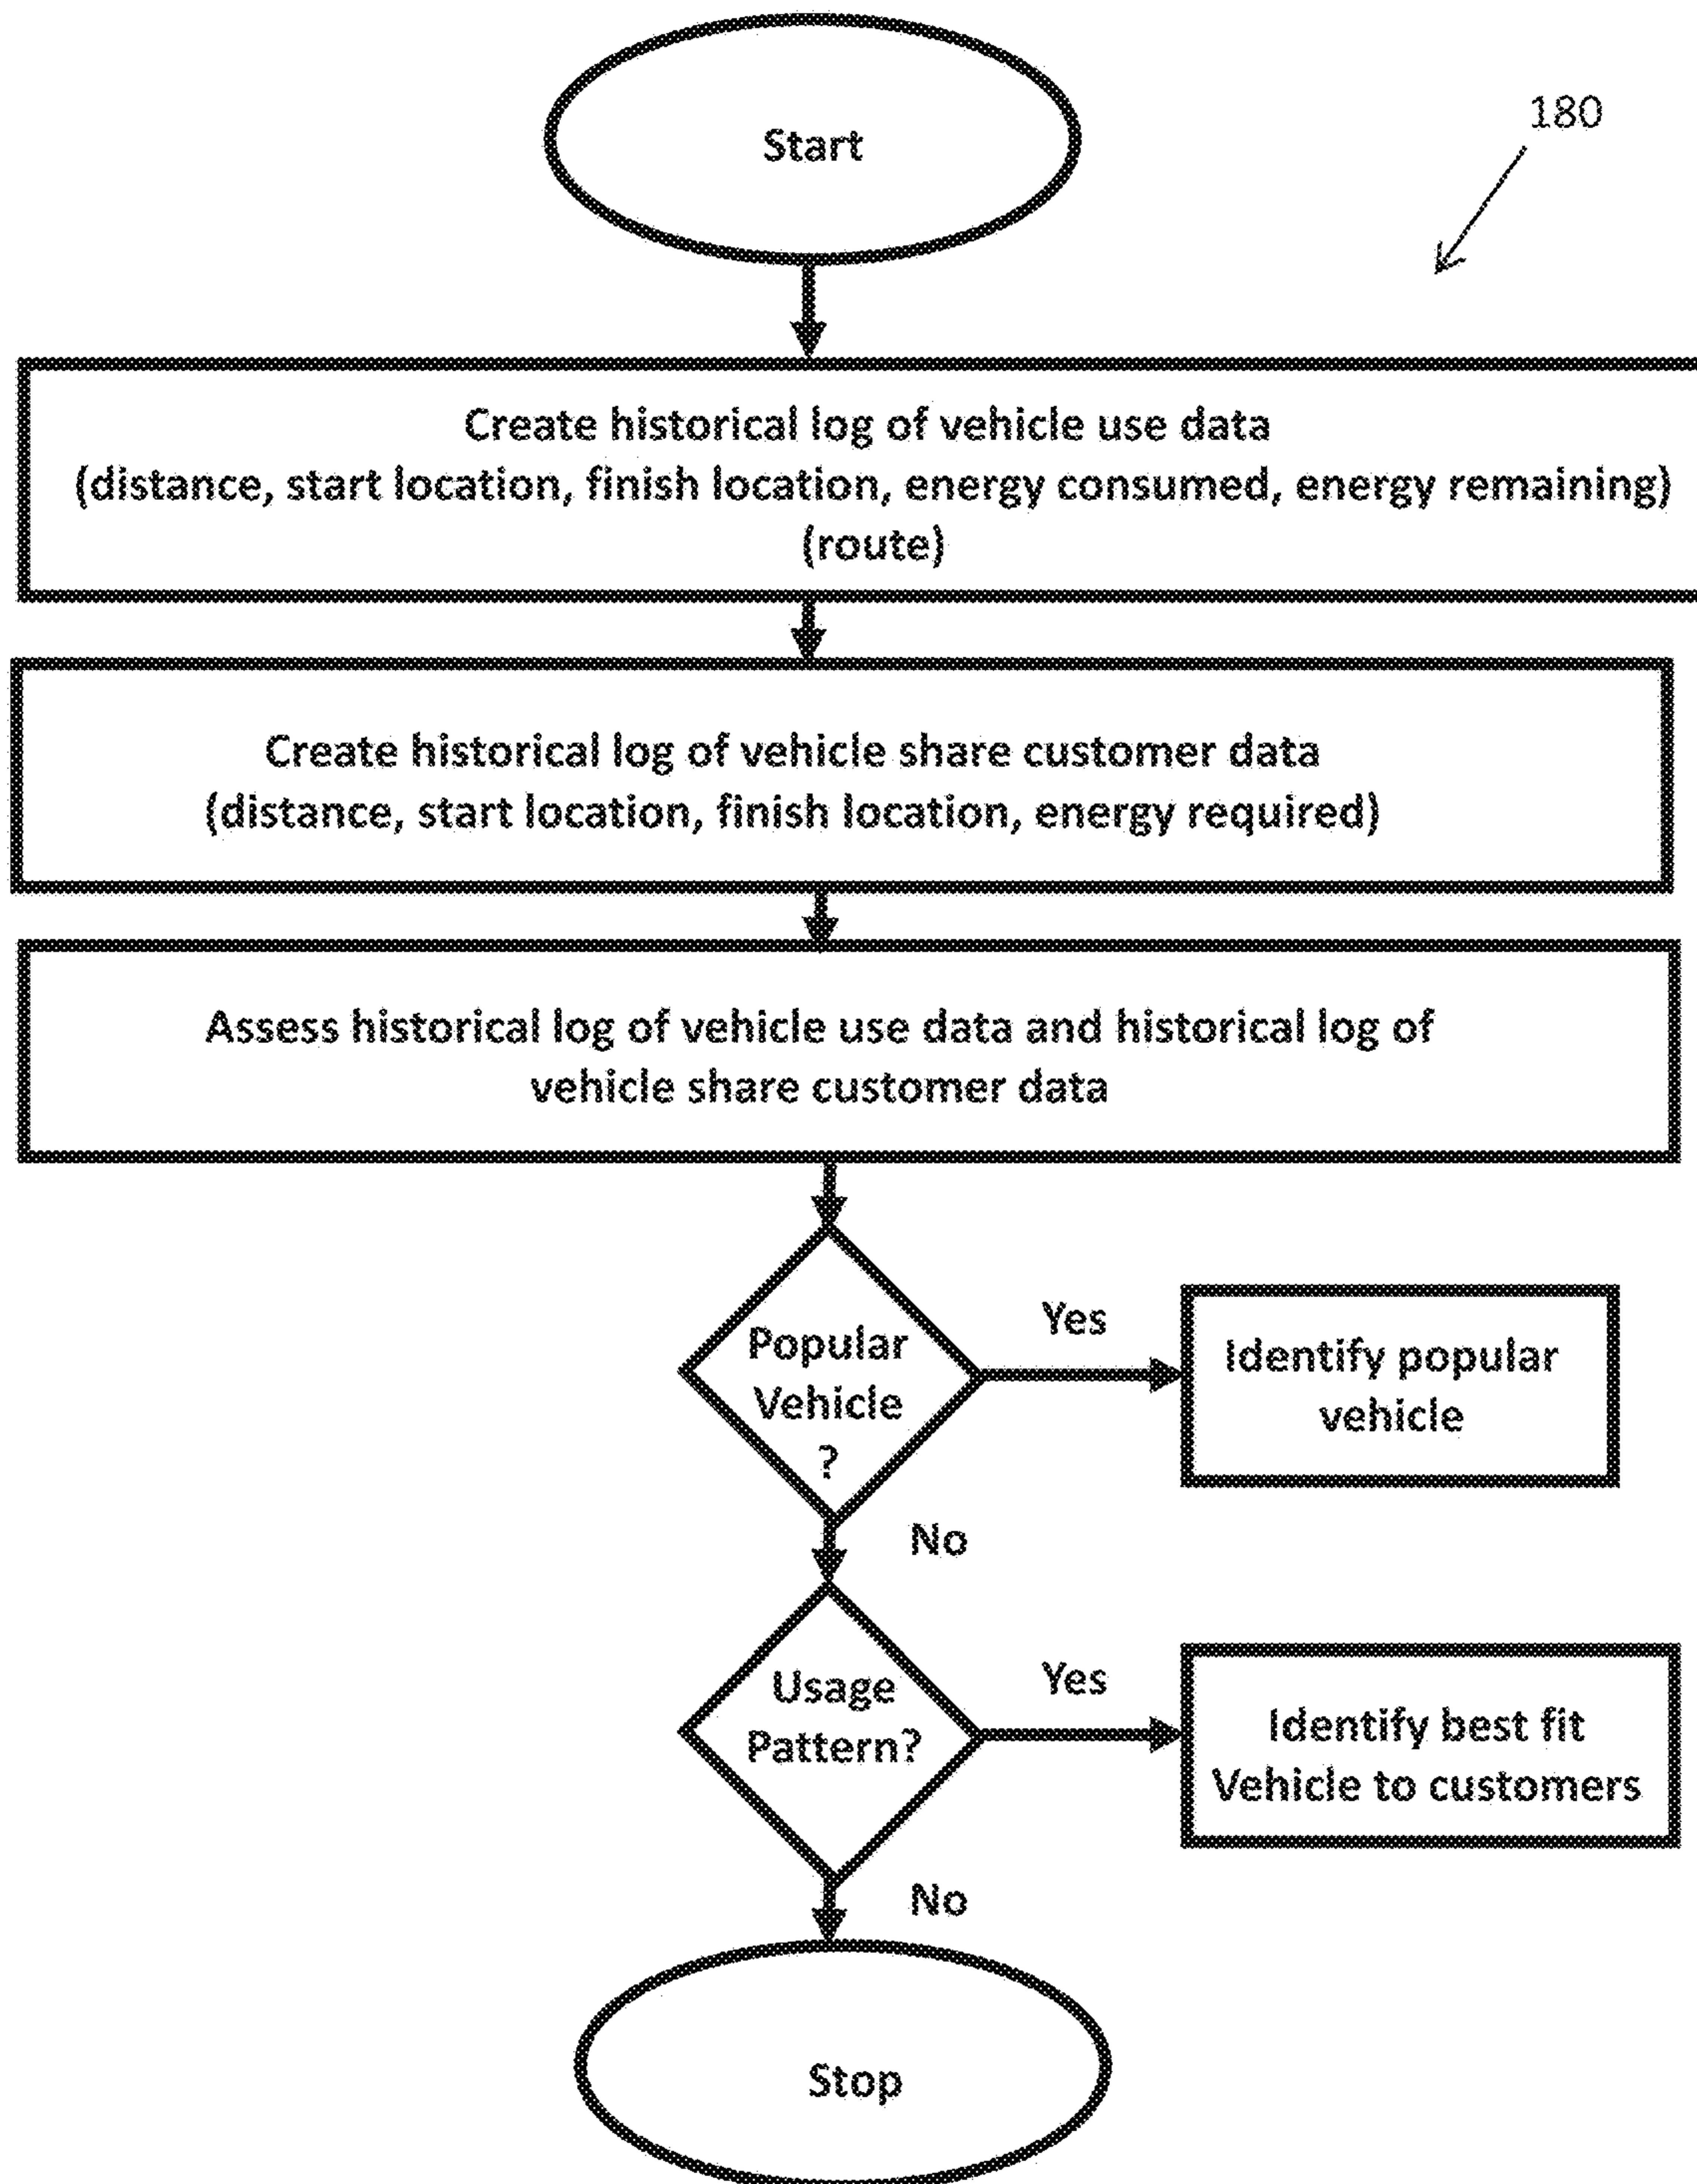 Start
180
Create historical log of vehicle use data
(distance, start location, finish location, energy consumed, energy remaining)
(route)
Create historical log of vehicle share customer data
(distance, start location, finish location, energy required)
Assess historical log of vehicle use data and historical log of
vehicle share customer data
Popular
Vehicle
?
Yes
Identify popular
vehicle
No
Usage
Pattern?
Yes
Identify best fit
Vehicle to customers
No
Stop